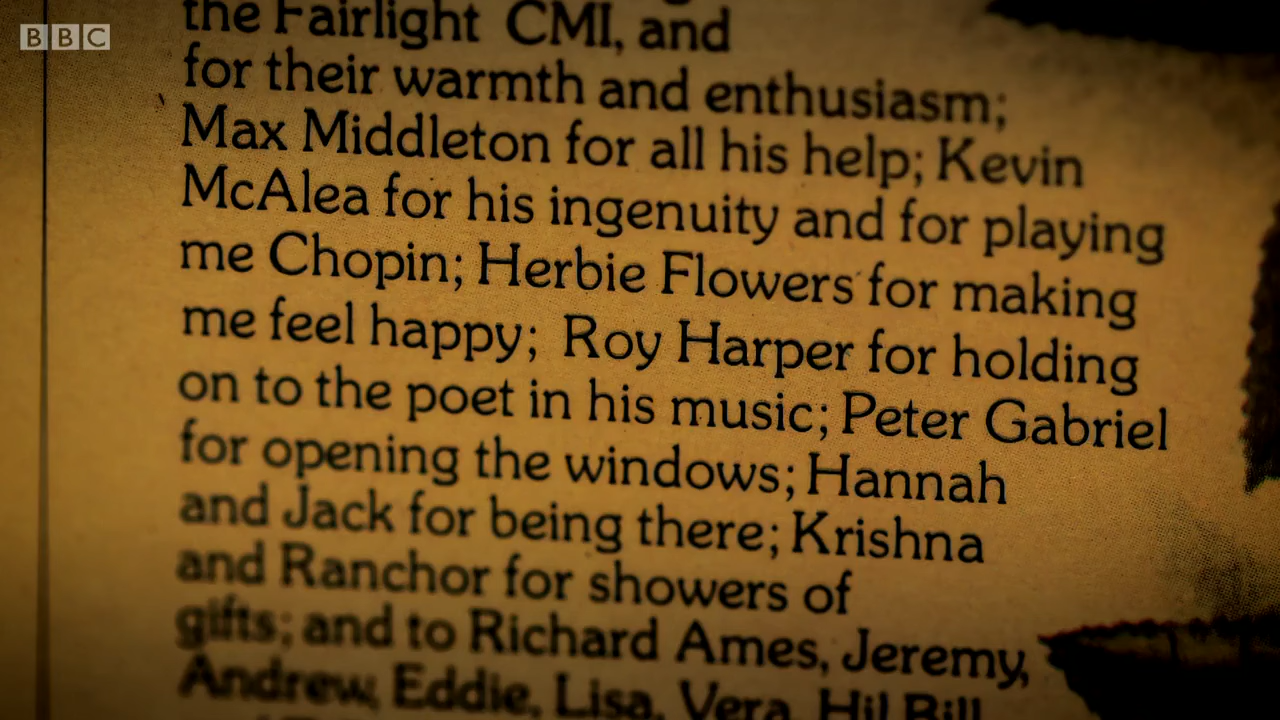 BBC
the Fairlight CMI, and
for their warmth and enthusiasm;
Max Middleton for all his help; Kevin
McAlea for his ingenuity and for playing
me Chopin; Herbie Flowers for making
me feel happy; Roy Harper for holding
on to the poet in his music; Peter Gabriel
for opening the windows; Hannah
and Jack for being there; Krishna
and Ranchor for showers of
gifts; and to Richard Ames, Jeremy,
Andrew, Eddie, Lisa, Vera, Hil Bill